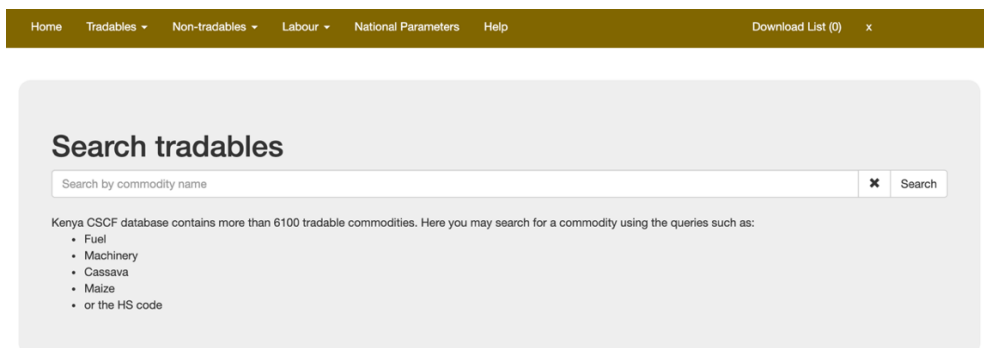 Home Tradables Non-tradables Labour National Parameters Help Download List (0) x
Search tradables
Search by commodity name ✖ Search
Kenya CSCF database contains more than 6100 tradable commodities. Here you may search for a commodity using the queries such as:
• Fuel
• Machinery
• Cassava
• Maize
• or the HS code